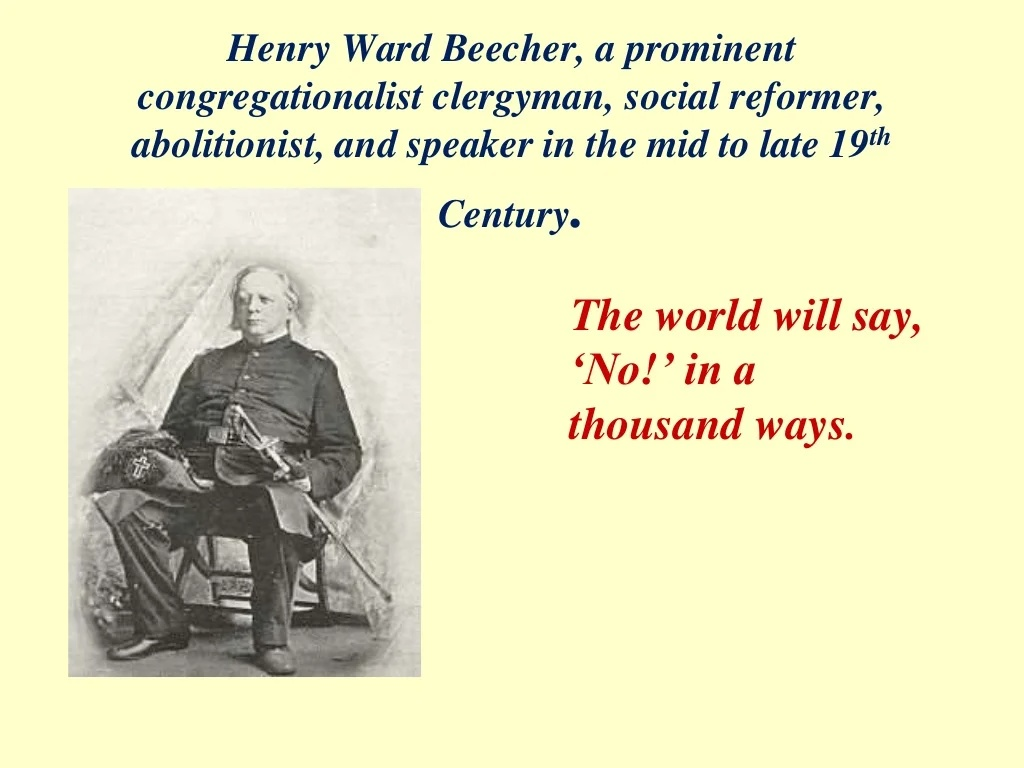 Henry Ward Beecher, a prominent
congregationalist clergyman, social reformer,
abolitionist, and speaker in the mid to late 19th
Century.
The world will say,
‘No!’ in a
thousand ways.